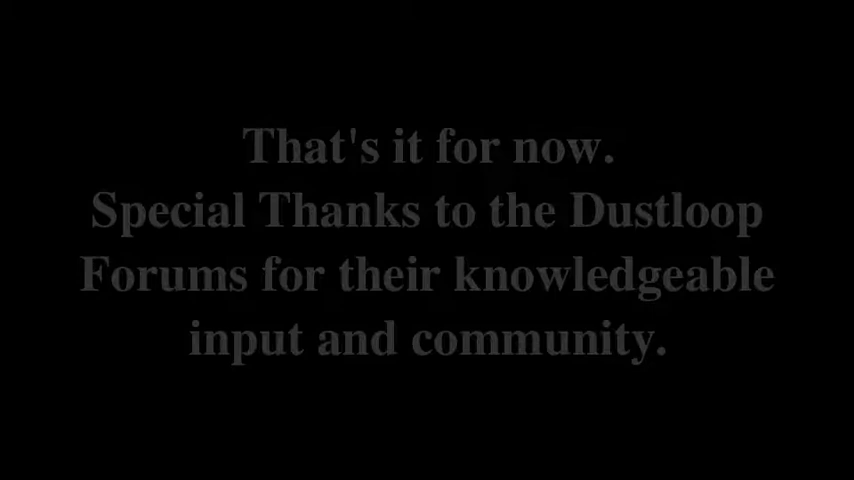 That's it for now.
Special Thanks to the Dustloop
Forums for their knowledgeable
input and community.